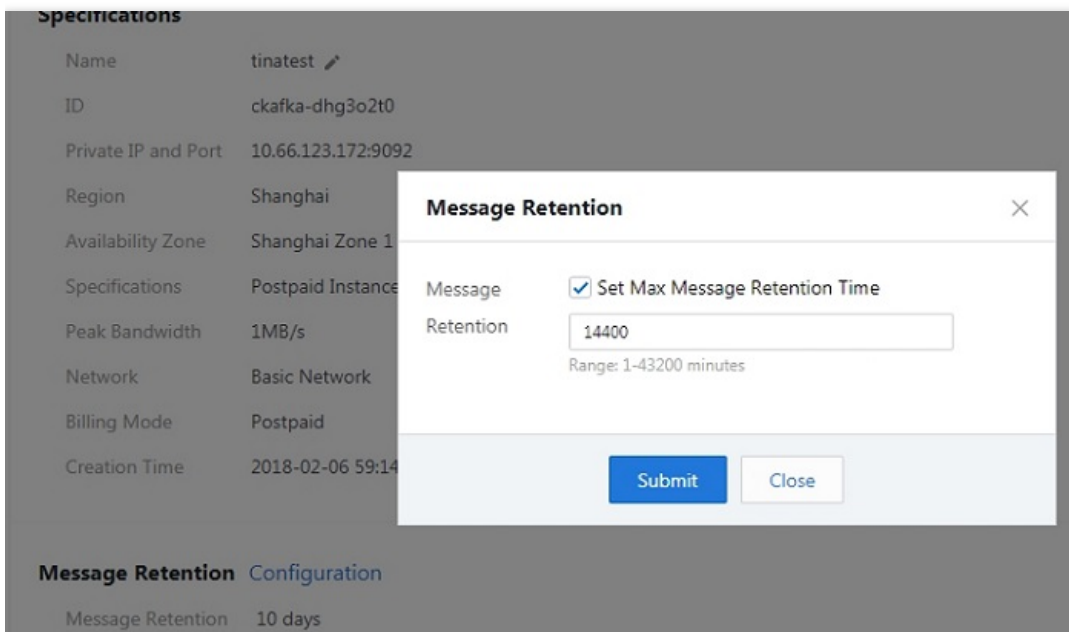 Specifications
Name tinatest
ID ckafka-dhg3o2t0
Private IP and Port 10.66.123.172:9092
Region Shanghai
Availability Zone Shanghai Zone 1
Specifications Postpaid Instance
Peak Bandwidth 1MB/s
Network Basic Network
Billing Mode Postpaid
Creation Time 2018-02-06 59:14
Message Retention
Message Retention
Set Max Message Retention Time
14400
Range: 1-43200 minutes
Submit Close
Message Retention Configuration
Message Retention 10 days